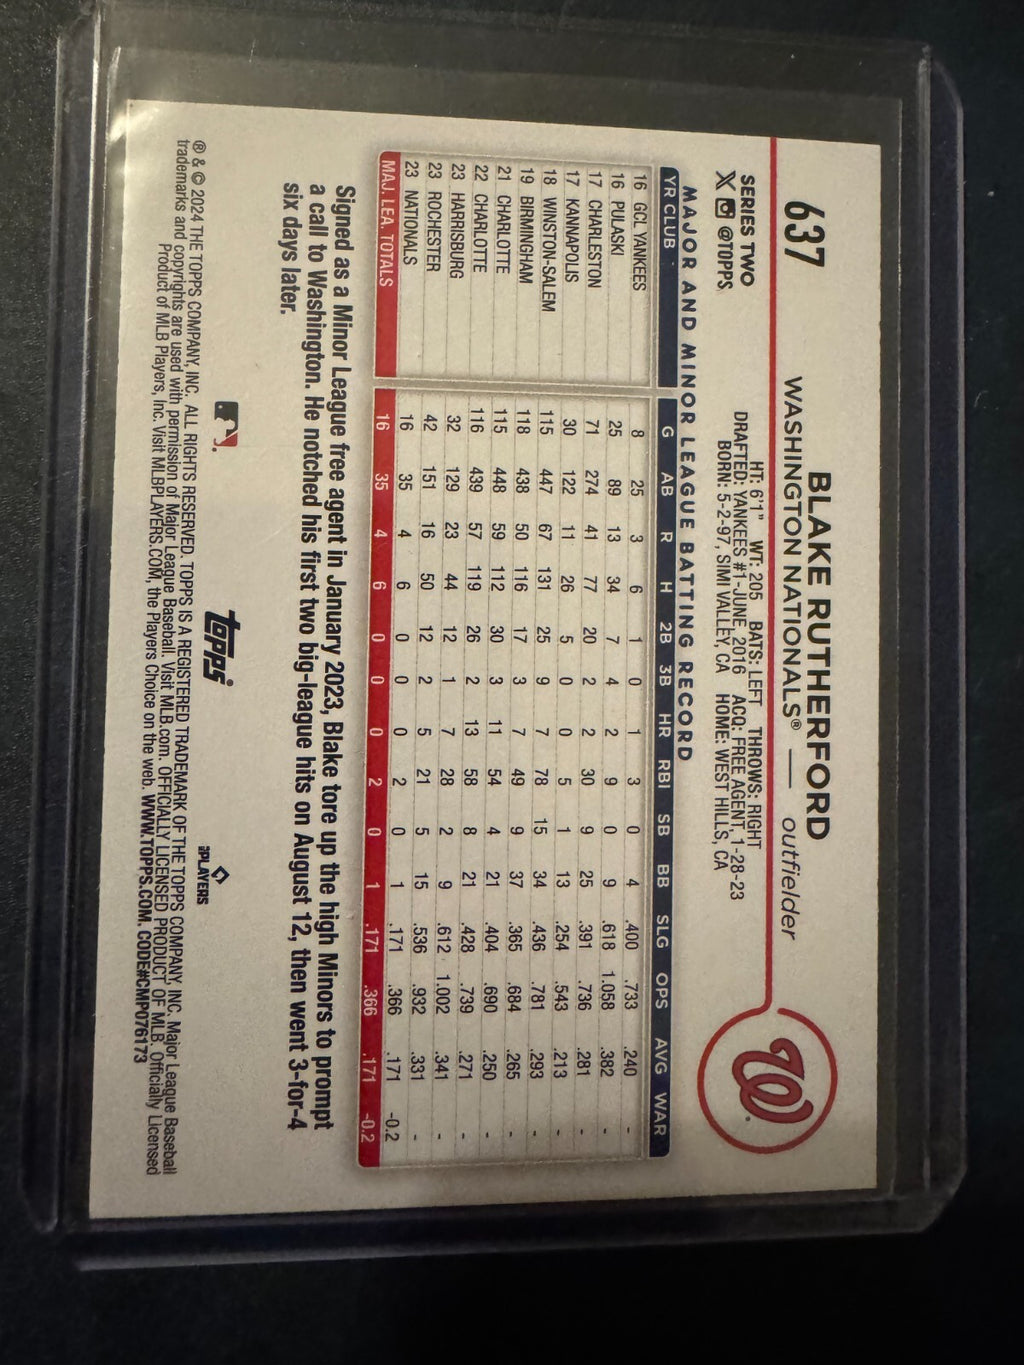 637
BLAKE RUTHERFORD
WASHINGTON NATIONALS® — outfielder
SERIES TWO
X @TOPPS
HT: 6'1" WT: 205 BATS: LEFT THROWS: RIGHT
DRAFTED: YANKEES #1-JUNE, 2016 ACQ: FREE AGENT, 1-28-23
BORN: 5-2-97, SIMI VALLEY, CA HOME: WEST HILLS, CA
MAJOR AND MINOR LEAGUE BATTING RECORD
YR CLUB G AB R H 2B 3B HR RBI SB BB SLG OPS AVG WAR
16 GCL YANKEES 8 25 3 6 1 0 1 3 0 4 .400 .733 .240 -
16 PULASKI 25 89 13 34 7 4 2 9 0 9 .618 1.058 .382 -
17 CHARLESTON 71 274 41 77 20 2 2 30 9 25 .391 .736 .281 -
17 KANNAPOLIS 30 122 11 26 5 0 0 5 1 13 .254 .543 .213 -
18 WINSTON-SALEM 115 447 67 131 25 9 7 78 15 34 .436 .781 .293 -
19 BIRMINGHAM 118 438 50 116 17 3 7 49 9 37 .365 .684 .265 -
21 CHARLOTTE 115 448 59 112 30 3 11 54 4 21 .404 .690 .250 -
22 CHARLOTTE 116 439 57 119 26 2 13 58 8 21 .428 .739 .271 -
23 HARRISBURG 32 129 23 44 12 1 7 28 2 9 .612 1.002 .341 -
23 ROCHESTER 42 151 16 50 12 2 5 21 5 15 .536 .932 .331 -
23 NATIONALS 16 35 4 6 0 0 0 2 0 1 .171 .366 .171 -0.2
MAJ. LEA. TOTALS 16 35 4 6 0 0 0 2 0 1 .171 .366 .171 -0.2
Signed as a Minor League free agent in January 2023, Blake tore up the high Minors to prompt
a call to Washington. He notched his first two big-league hits on August 12, then went 3-for-4
six days later.
topps®
PLAYERS
® & © 2024 THE TOPPS COMPANY, INC. ALL RIGHTS RESERVED. TOPPS IS A REGISTERED TRADEMARK OF THE TOPPS COMPANY, INC. Major League Baseball
trademarks and copyrights are used with permission of Major League Baseball. Visit MLB.com. OFFICIALLY LICENSED PRODUCT OF MLB. Officially Licensed
Product of MLB Players, Inc. Visit MLBPLAYERS.COM, the Players Choice on the web. WWW.TOPPS.COM. CODE#CMP076173